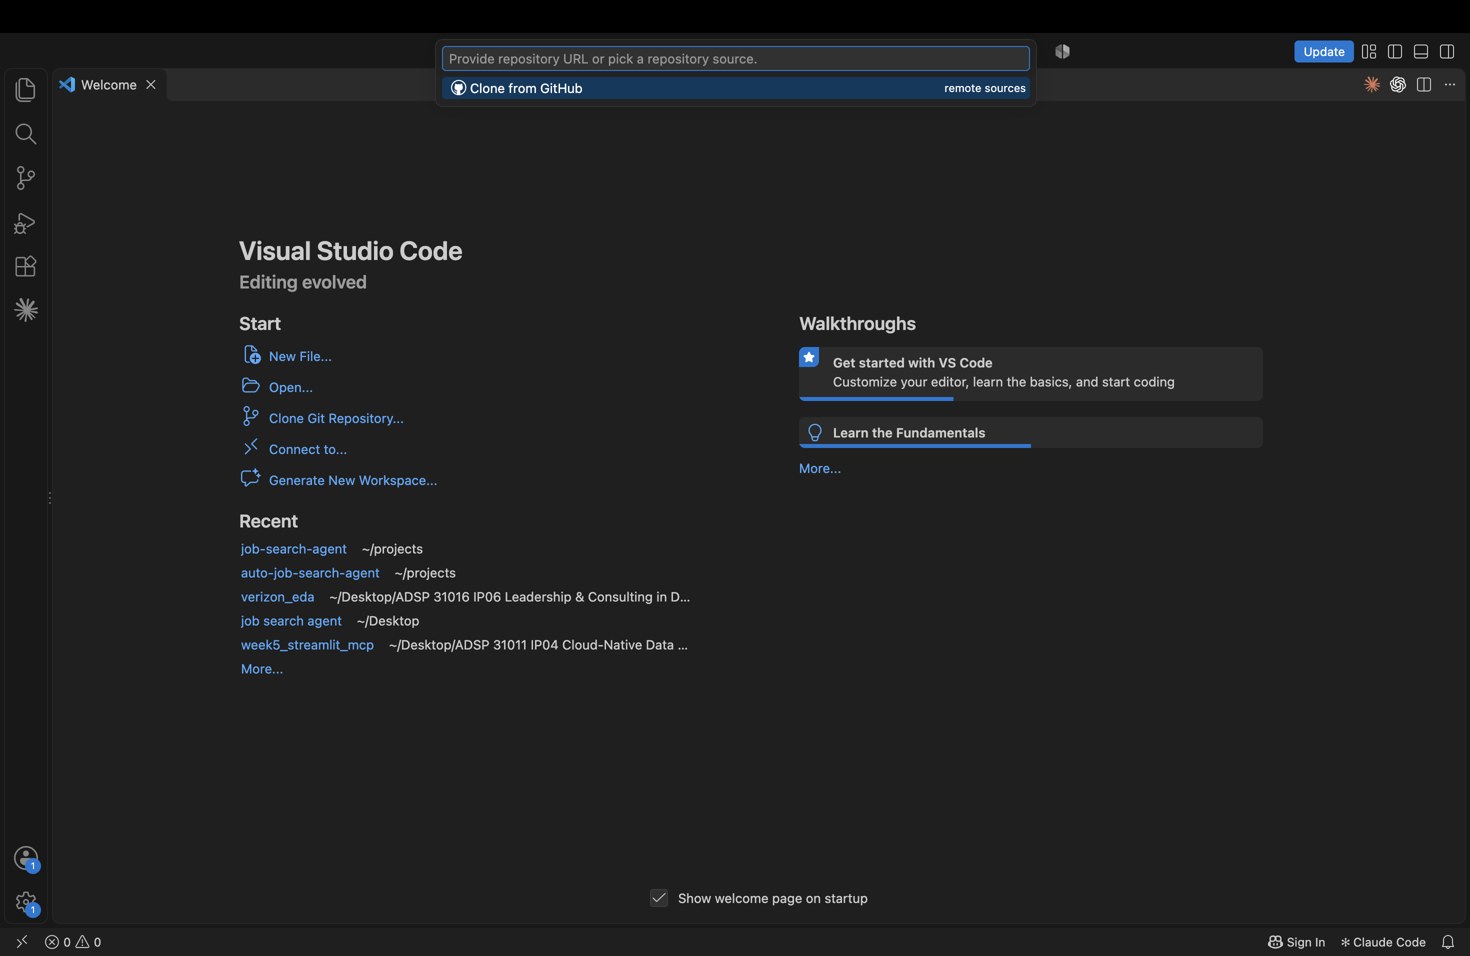 Provide repository URL or pick a repository source.
Update
Welcome
Clone from GitHub remote sources
Visual Studio Code
Editing evolved
Start
New File...
Open...
Clone Git Repository...
Connect to...
Generate New Workspace...
Walkthroughs
Get started with VS Code
Customize your editor, learn the basics, and start coding
Learn the Fundamentals
More...
Recent
job-search-agent ~/projects
auto-job-search-agent ~/projects
verizon_eda ~/Desktop/ADSP 31016 IP06 Leadership & Consulting in D...
job search agent ~/Desktop
week5_streamlit_mcp ~/Desktop/ADSP 31011 IP04 Cloud-Native Data ...
More...
1
1
Show welcome page on startup
0 0 Sign In Claude Code